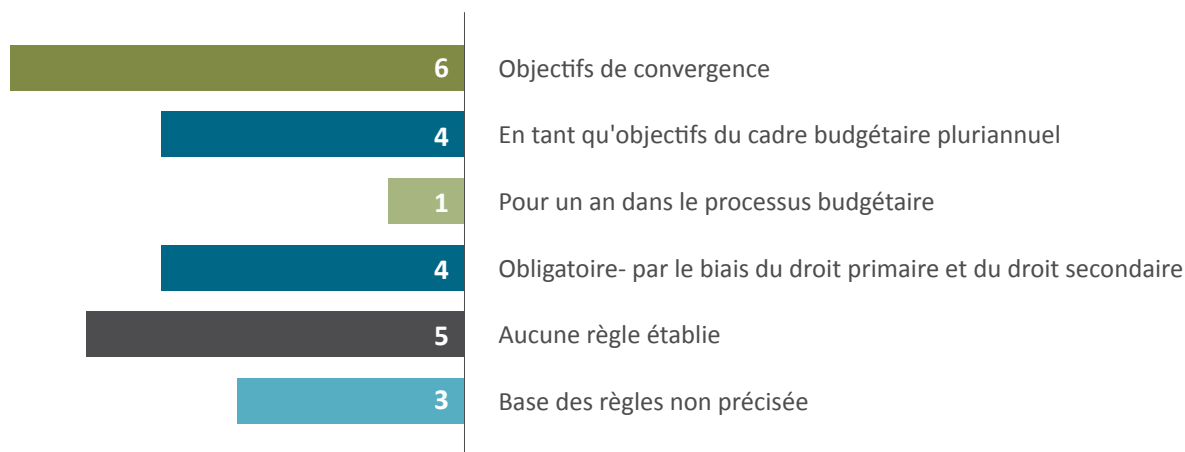 6 Objectifs de convergence
4 En tant qu'objectifs du cadre budgétaire pluriannuel
1 Pour un an dans le processus budgétaire
4 Obligatoire- par le biais du droit primaire et du droit secondaire
5 Aucune règle établie
3 Base des règles non précisée